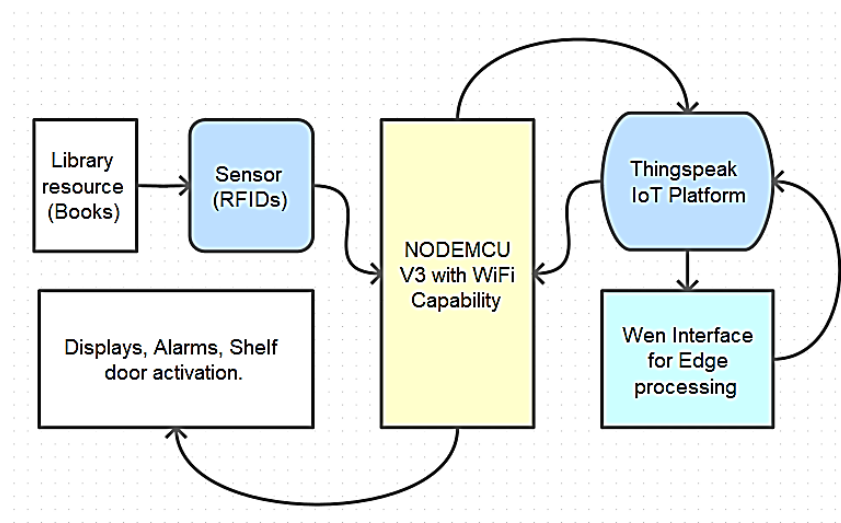 Library
resource
(Books)
Sensor
(RFIDs)
NODEMCU
V3 with WiFi
Capability
Thingspeak
IoT Platform
Displays, Alarms, Shelf
door activation.
Wen Interface
for Edge
processing